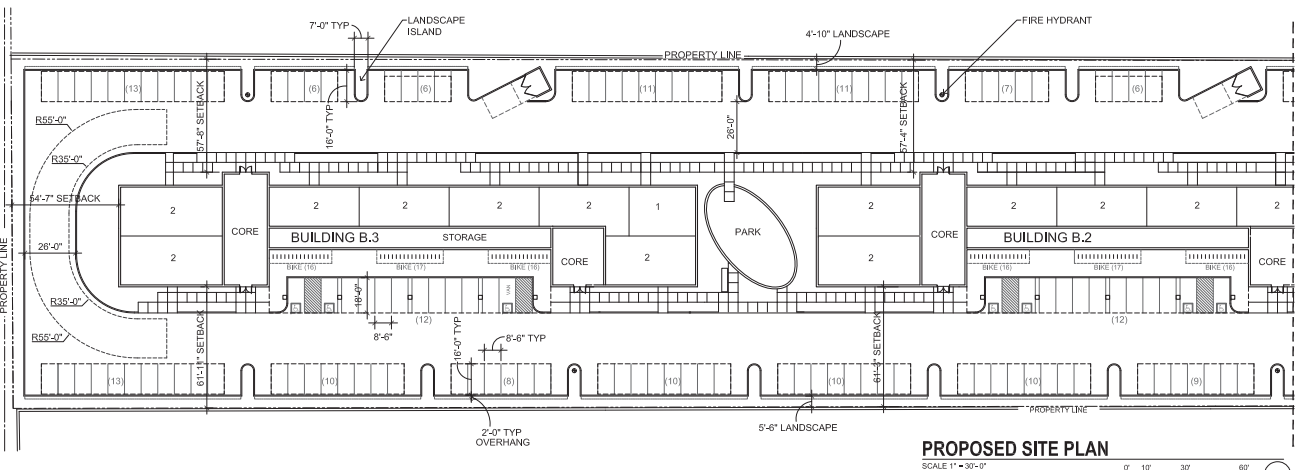 7'-0" TYP
LANDSCAPE
ISLAND
FIRE HYDRANT
4'-10" LANDSCAPE
PROPERTY LINE
(13)
(6)
(6)
(11)
(11)
(7)
(6)
57'-8" SETBACK
16'-0" TYP
26'-0"
57'-4" SETBACK
R55'-0"
R35'-0"
54'-7" SETBACK
PROPERTY LINE
26'-0"
R35'-0"
R55'-0"
2
2
CORE
2
2
2
2
1
BUILDING B.3
STORAGE
CORE
2
BIKE (16)
BIKE (17)
BIKE (16)
PARK
2
2
CORE
2
2
2
2
BUILDING B.2
CORE
BIKE (16)
BIKE (17)
BIKE (16)
18'-0"
VAN
(12)
8'-6"
(12)
61'-11" SETBACK
16'-0" TYP
8'-6" TYP
61'-3" SETBACK
(13)
(10)
(8)
(10)
(10)
(10)
(9)
2'-0" TYP
OVERHANG
5'-6" LANDSCAPE
PROPERTY LINE
PROPOSED SITE PLAN
SCALE 1" = 30'-0"
0' 10' 30' 60'